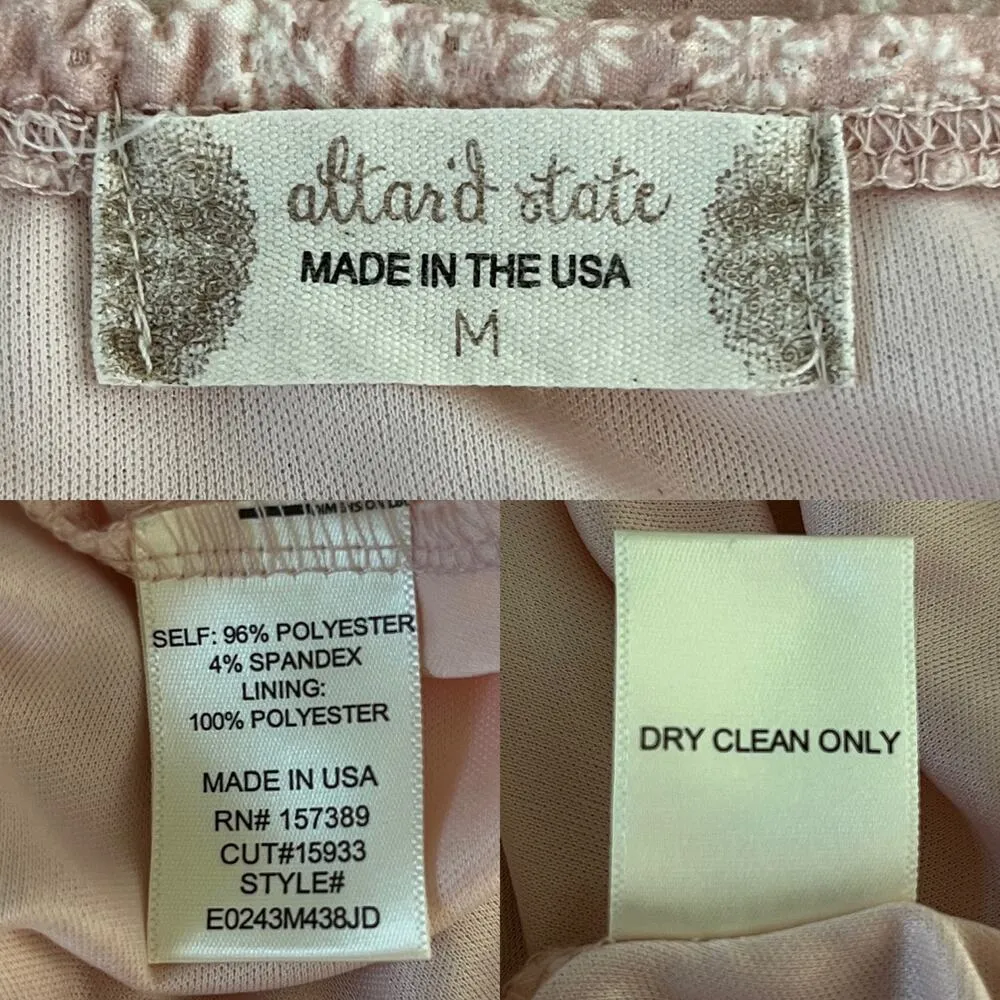 altar'd state
MADE IN THE USA
M
SELF: 96% POLYESTER
4% SPANDEX
LINING:
100% POLYESTER
MADE IN USA
RN# 157389
CUT#15933
STYLE#
E0243M438JD
DRY CLEAN ONLY